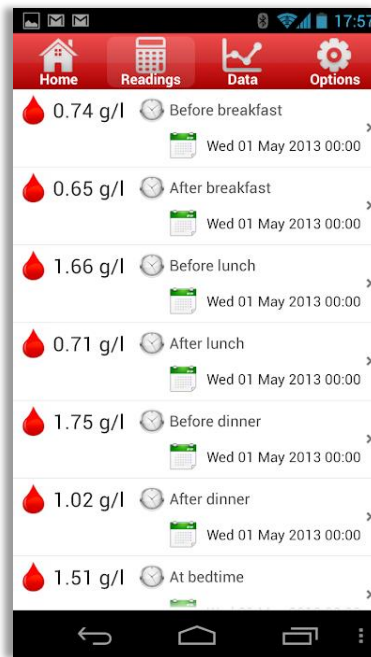 17:57
Home Readings Data Options
0.74 g/l Before breakfast
Wed 01 May 2013 00:00
0.65 g/l After breakfast
Wed 01 May 2013 00:00
1.66 g/l Before lunch
Wed 01 May 2013 00:00
0.71 g/l After lunch
Wed 01 May 2013 00:00
1.75 g/l Before dinner
Wed 01 May 2013 00:00
1.02 g/l After dinner
Wed 01 May 2013 00:00
1.51 g/l At bedtime